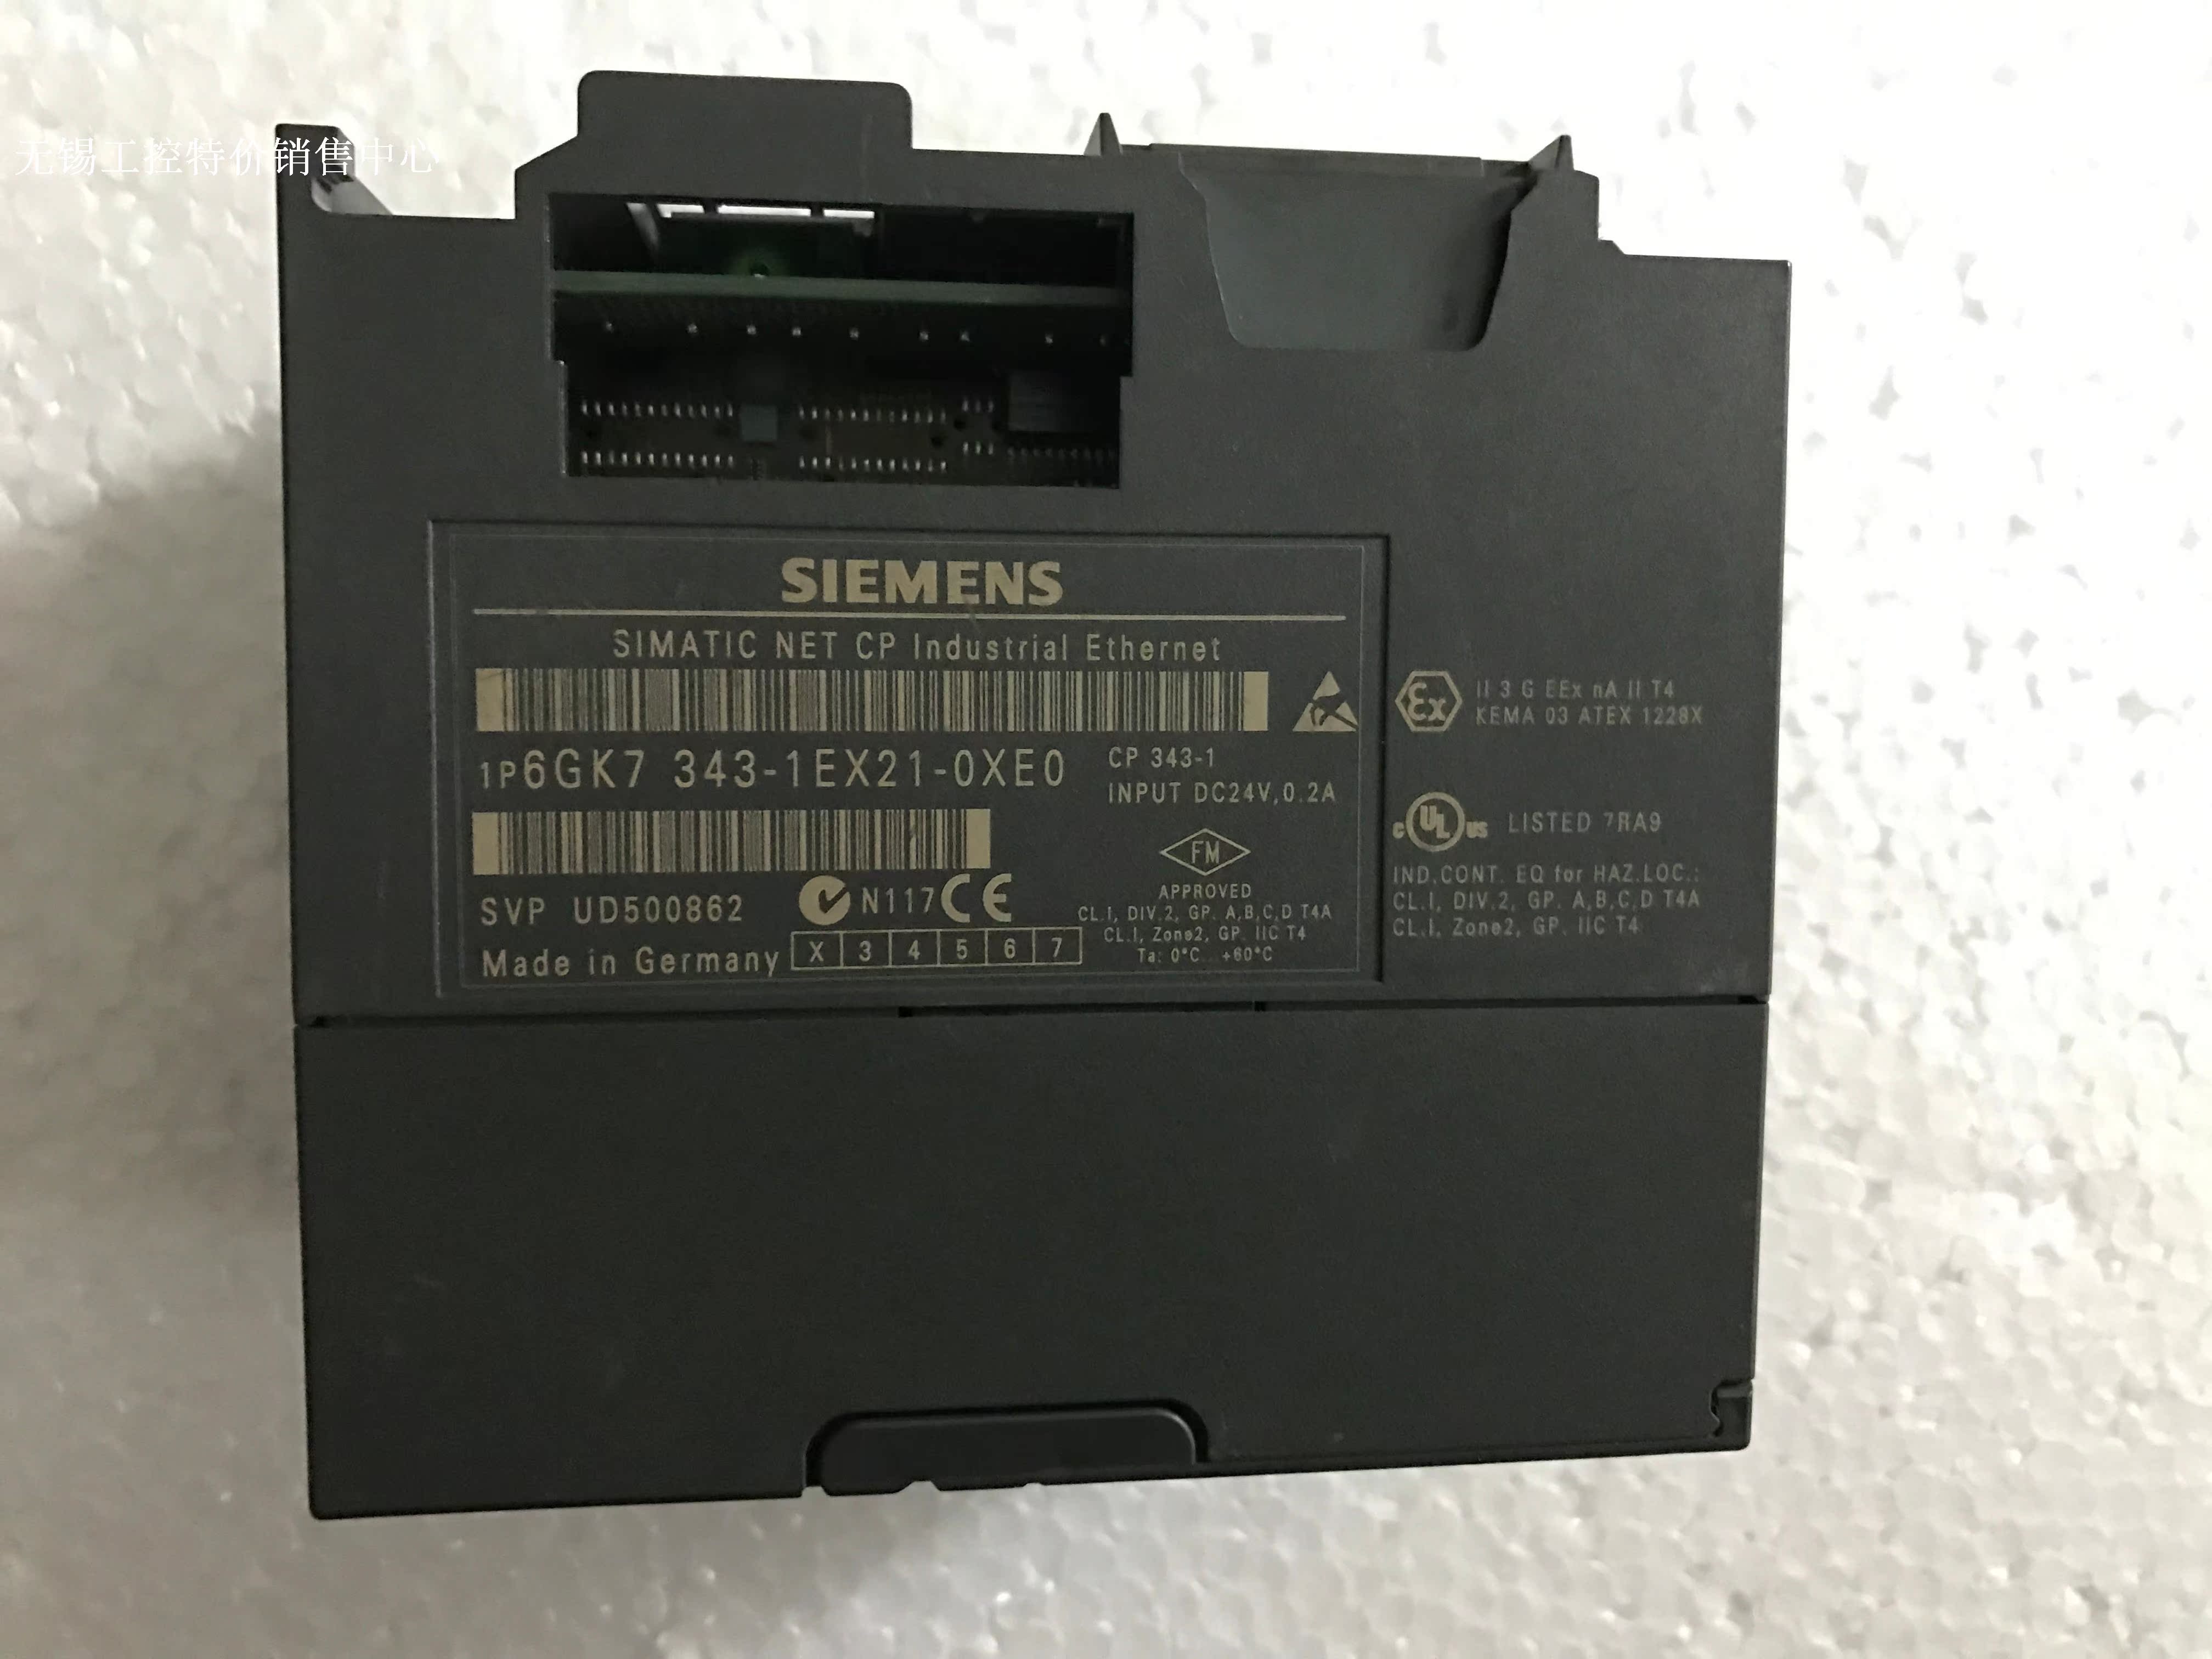 无锡工控特价销售中心
SIEMENS
SIMATIC NET CP Industrial Ethernet
1P6GK7 343-1EX21-0XE0
CP 343-1
INPUT DC24V,0.2A
SVP UD500862
N117 CE
FM
APPROVED
CL.I, DIV.2, GP. A,B,C,D T4A
CL.I, Zone2, GP. IIC T4
Ta: 0°C...+60°C
Made in Germany
X 3 4 5 6 7
Ex II 3 G EEx nA II T4
KEMA 03 ATEX 1228X
c UL us LISTED 7RA9
IND.CONT. EQ for HAZ.LOC.:
CL.I, DIV.2, GP. A,B,C,D T4A
CL.I, Zone2, GP. IIC T4